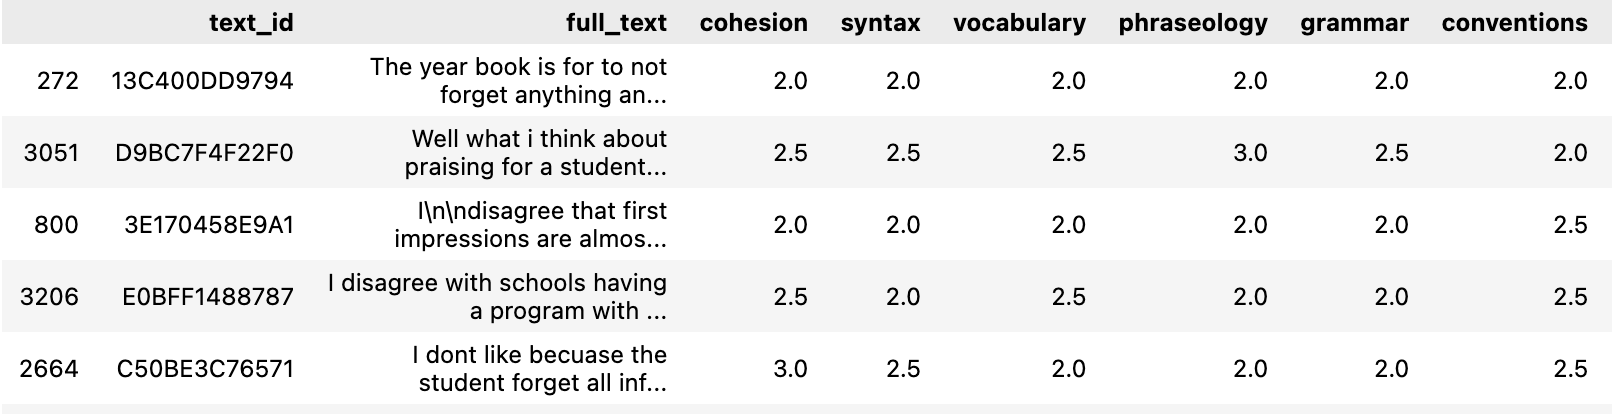 text_id full_text cohesion syntax vocabulary phraseology grammar conventions
272 13C400DD9794 The year book is for to not forget anything an... 2.0 2.0 2.0 2.0 2.0 2.0
3051 D9BC7F4F22F0 Well what i think about praising for a student... 2.5 2.5 2.5 3.0 2.5 2.0
800 3E170458E9A1 I\n\ndisagree that first impressions are almos... 2.0 2.0 2.0 2.0 2.0 2.5
3206 E0BFF1488787 I disagree with schools having a program with ... 2.5 2.0 2.5 2.0 2.0 2.5
2664 C50BE3C76571 I dont like becuase the student forget all inf... 3.0 2.5 2.0 2.0 2.0 2.5